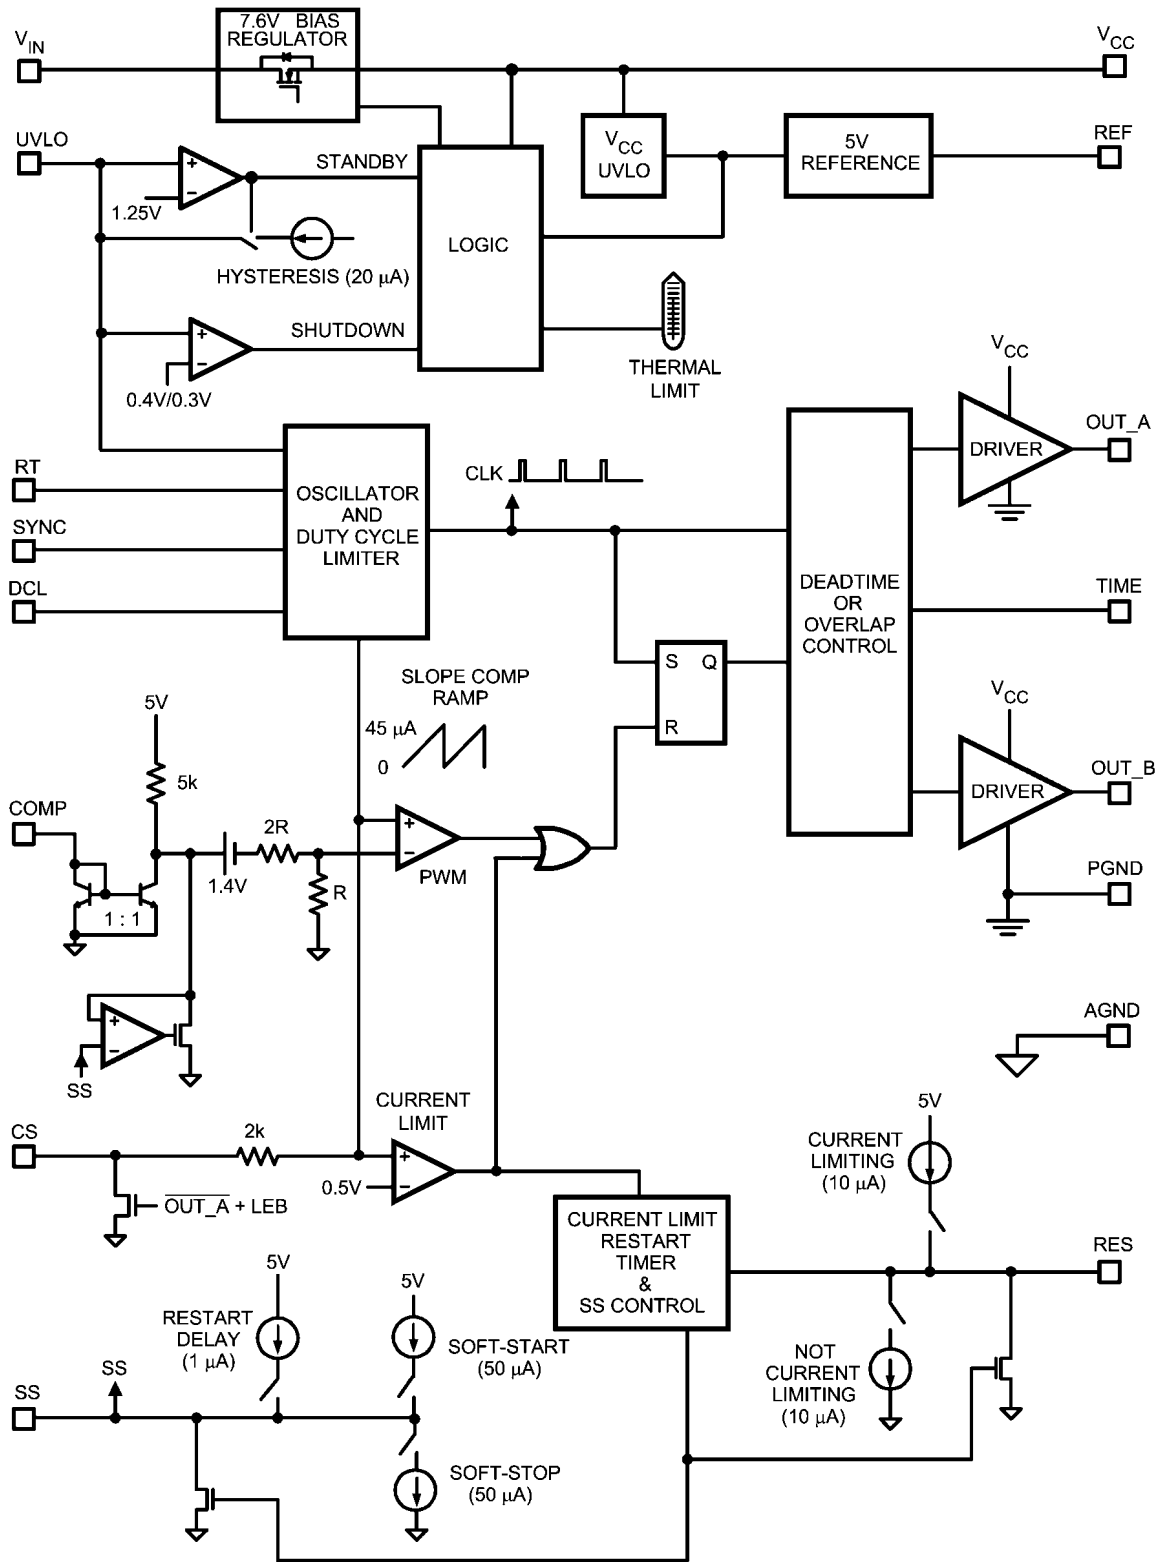 7.6V BIAS
REGULATOR
V_IN
V_CC
UVLO
STANDBY
+
−
1.25V
HYSTERESIS (20 μA)
LOGIC
V_CC
UVLO
5V
REFERENCE
REF
SHUTDOWN
+
−
0.4V/0.3V
THERMAL
LIMIT
V_CC
DRIVER
OUT_A
RT
SYNC
DCL
OSCILLATOR
AND
DUTY CYCLE
LIMITER
CLK
DEADTIME
OR
OVERLAP
CONTROL
TIME
S Q
R
SLOPE COMP
RAMP
45 μA
0
V_CC
DRIVER
OUT_B
5V
5k
COMP
1 : 1
1.4V
2R
R
+
−
PWM
PGND
+
−
SS
AGND
CS
2k
CURRENT
LIMIT
+
−
0.5V
OUT_A + LEB
5V
CURRENT
LIMITING
(10 μA)
CURRENT LIMIT
RESTART
TIMER
&
SS CONTROL
RES
5V
RESTART
DELAY
(1 μA)
5V
SOFT-START
(50 μA)
NOT
CURRENT
LIMITING
(10 μA)
SS
SS
SOFT-STOP
(50 μA)